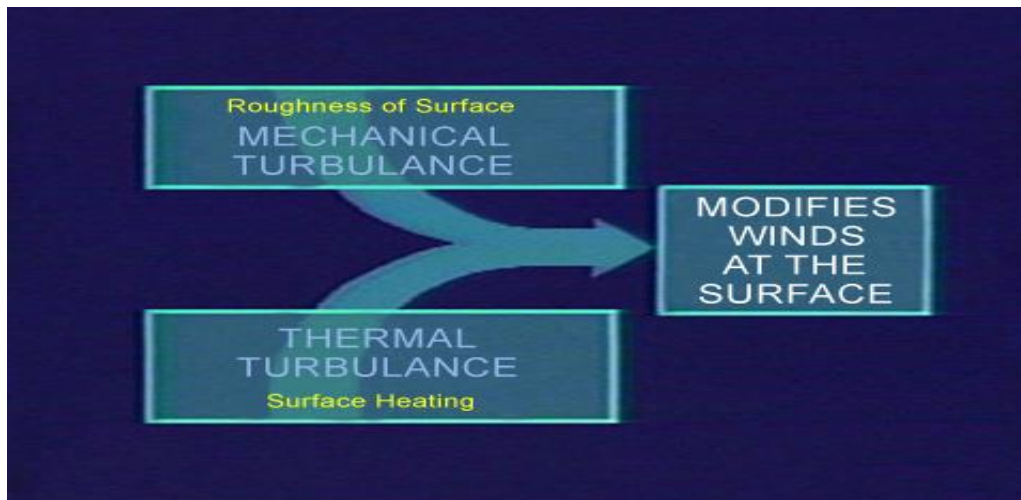 Roughness of Surface
MECHANICAL
TURBULANCE
MODIFIES
WINDS
AT THE
SURFACE
THERMAL
TURBULANCE
Surface Heating